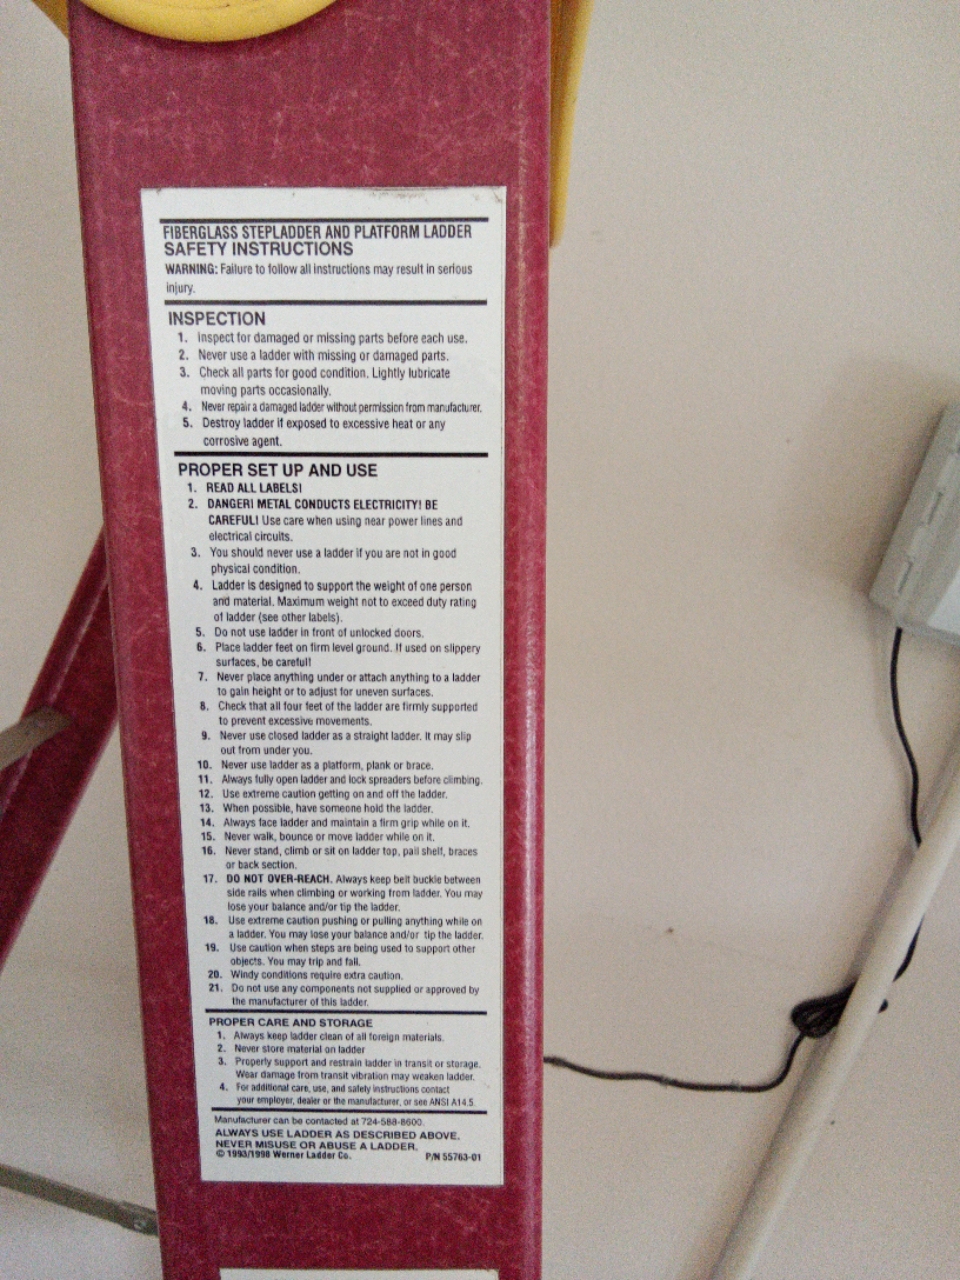 FIBERGLASS STEPLADDER AND PLATFORM LADDER
SAFETY INSTRUCTIONS
WARNING: Failure to follow all instructions may result in serious
injury.
INSPECTION
1. Inspect for damaged or missing parts before each use.
2. Never use a ladder with missing or damaged parts.
3. Check all parts for good condition. Lightly lubricate
moving parts occasionally.
4. Never repair a damaged ladder without permission from manufacturer.
5. Destroy ladder if exposed to excessive heat or any
corrosive agent.
PROPER SET UP AND USE
1. READ ALL LABELS!
2. DANGER! METAL CONDUCTS ELECTRICITY! BE
CAREFUL! Use care when using near power lines and
electrical circuits.
3. You should never use a ladder if you are not in good
physical condition.
4. Ladder is designed to support the weight of one person
and material. Maximum weight not to exceed duty rating
of ladder (see other labels).
5. Do not use ladder in front of unlocked doors.
6. Place ladder feet on firm level ground. If used on slippery
surfaces, be careful!
7. Never place anything under or attach anything to a ladder
to gain height or to adjust for uneven surfaces.
8. Check that all four feet of the ladder are firmly supported
to prevent excessive movements.
9. Never use closed ladder as a straight ladder. It may slip
out from under you.
10. Never use ladder as a platform, plank or brace.
11. Always fully open ladder and lock spreaders before climbing.
12. Use extreme caution getting on and off the ladder.
13. When possible, have someone hold the ladder.
14. Always face ladder and maintain a firm grip while on it.
15. Never walk, bounce or move ladder while on it.
16. Never stand, climb or sit on ladder top, pail shelf, braces
or back section.
17. DO NOT OVER-REACH. Always keep belt buckle between
side rails when climbing or working from ladder. You may
lose your balance and/or tip the ladder.
18. Use extreme caution pushing or pulling anything while on
a ladder. You may lose your balance and/or tip the ladder.
19. Use caution when steps are being used to support other
objects. You may trip and fall.
20. Windy conditions require extra caution.
21. Do not use any components not supplied or approved by
the manufacturer of this ladder.
PROPER CARE AND STORAGE
1. Always keep ladder clean of all foreign materials.
2. Never store material on ladder
3. Properly support and restrain ladder in transit or storage.
Wear damage from transit vibration may weaken ladder.
4. For additional care, use, and safety instructions contact
your employer, dealer or the manufacturer, or see ANSI A14.5.
Manufacturer can be contacted at 724-588-8600.
ALWAYS USE LADDER AS DESCRIBED ABOVE.
NEVER MISUSE OR ABUSE A LADDER.
© 1993/1998 Werner Ladder Co. P/N 55763-01